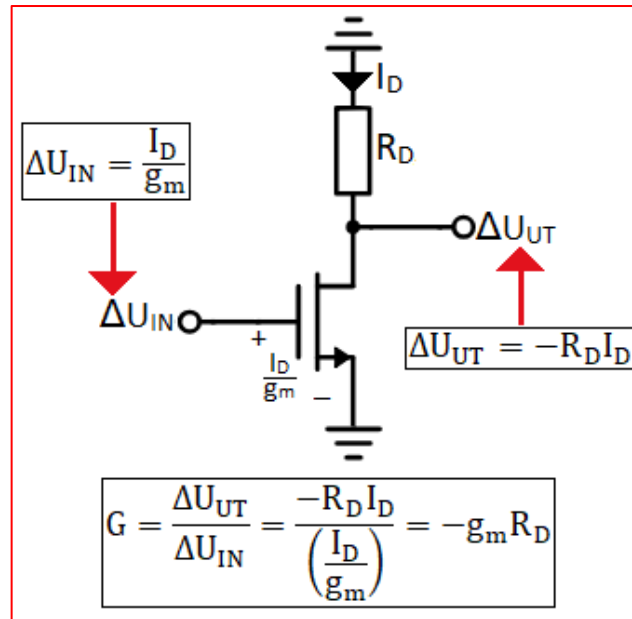 I_D
R_D
ΔU_IN = I_D / g_m
ΔU_UT
ΔU_IN
+
I_D / g_m
−
ΔU_UT = −R_D I_D
G = ΔU_UT / ΔU_IN = −R_D I_D / (I_D / g_m) = −g_m R_D